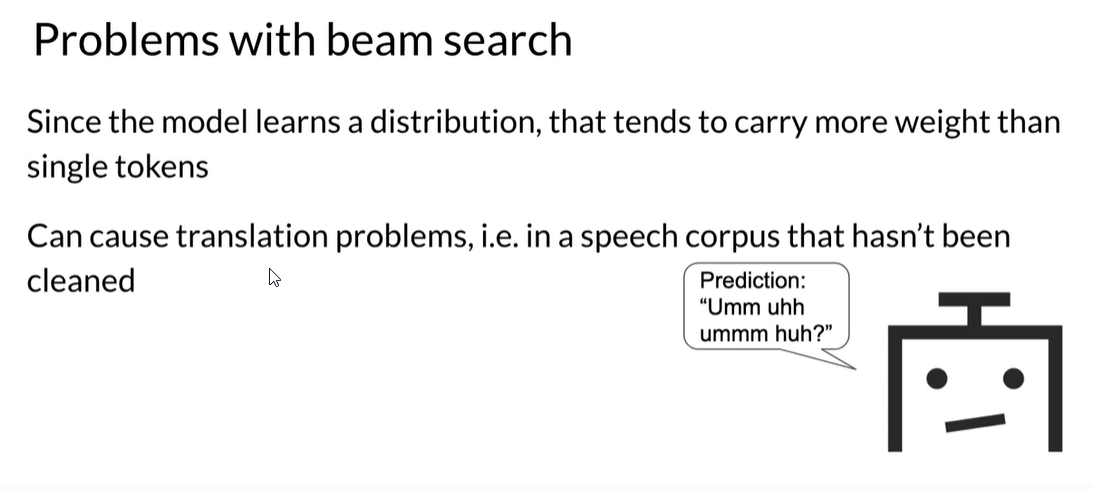 Problems with beam search
Since the model learns a distribution, that tends to carry more weight than
single tokens
Can cause translation problems, i.e. in a speech corpus that hasn’t been
cleaned
Prediction:
“Umm uhh
ummm huh?”